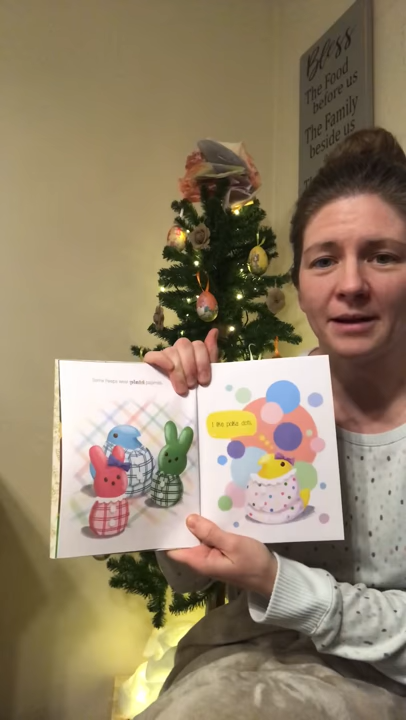 Bless
The Food
before us
The Family
beside us
Some Peeps wear plaid pajamas.
I like polka dots.